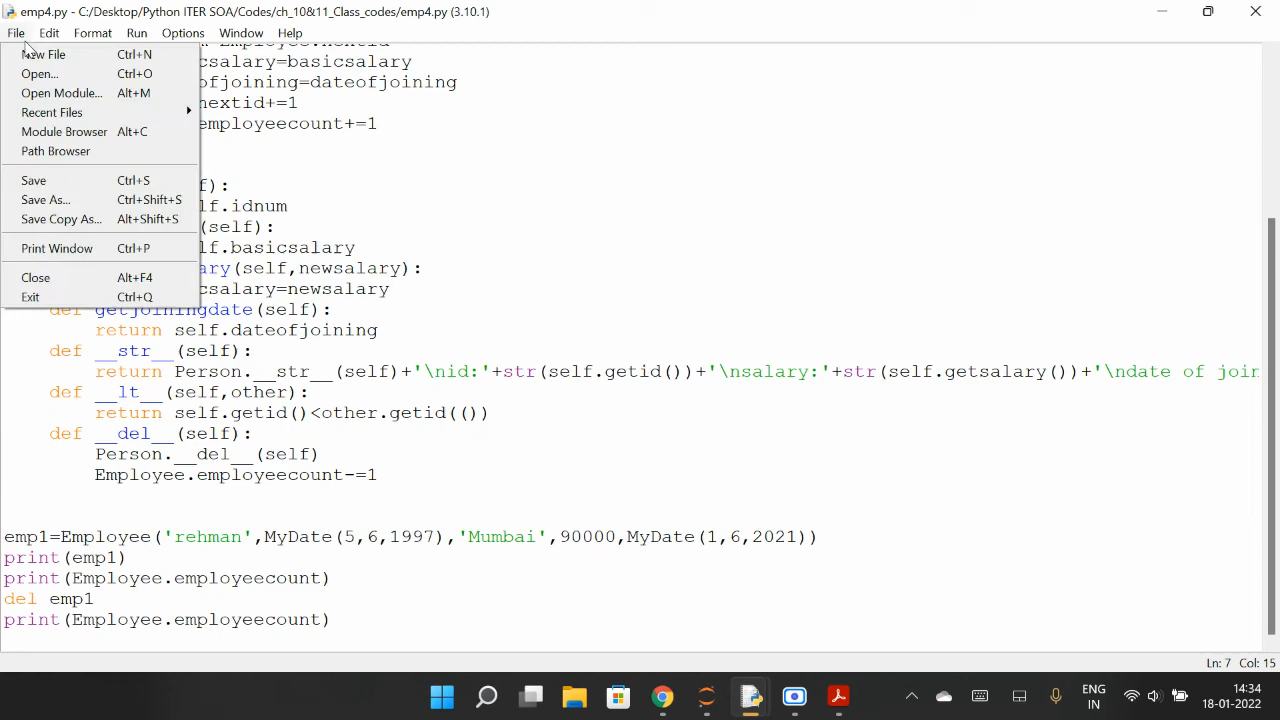 emp4.py - C:/Desktop/Python ITER SOA/Codes/ch_10&11_Class_codes/emp4.py (3.10.1)
File Edit Format Run Options Window Help
New File Ctrl+N
Open... Ctrl+O
Open Module... Alt+M
Recent Files
Module Browser Alt+C
Path Browser
Save Ctrl+S
Save As... Ctrl+Shift+S
Save Copy As... Alt+Shift+S
Print Window Ctrl+P
Close Alt+F4
Exit Ctrl+Q
csalary=basicsalary
ofjoining=dateofjoining
nextid+=1
employeecount+=1
f):
lf.idnum
(self):
lf.basicsalary
ary(self,newsalary):
csalary=newsalary
def getjoiningdate(self):
return self.dateofjoining
def __str__(self):
return Person.__str__(self)+'\nid:'+str(self.getid())+'\nsalary:'+str(self.getsalary())+'\ndate of join
def __lt__(self,other):
return self.getid()<other.getid(())
def __del__(self):
Person.__del__(self)
Employee.employeecount-=1
emp1=Employee('rehman',MyDate(5,6,1997),'Mumbai',90000,MyDate(1,6,2021))
print(emp1)
print(Employee.employeecount)
del emp1
print(Employee.employeecount)
Ln: 7 Col: 15
ENG
IN
14:34
18-01-2022